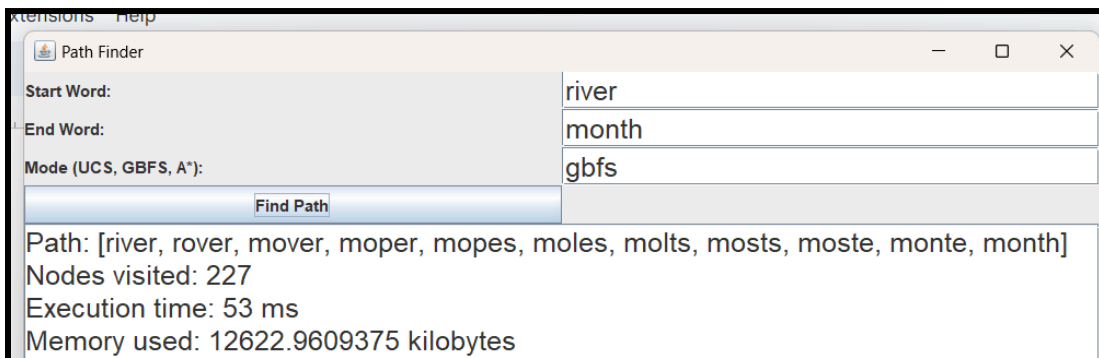 xtensions Help
Path Finder
Start Word: river
End Word: month
Mode (UCS, GBFS, A*): gbfs
Find Path
Path: [river, rover, mover, moper, mopes, moles, molts, mosts, moste, monte, month]
Nodes visited: 227
Execution time: 53 ms
Memory used: 12622.9609375 kilobytes